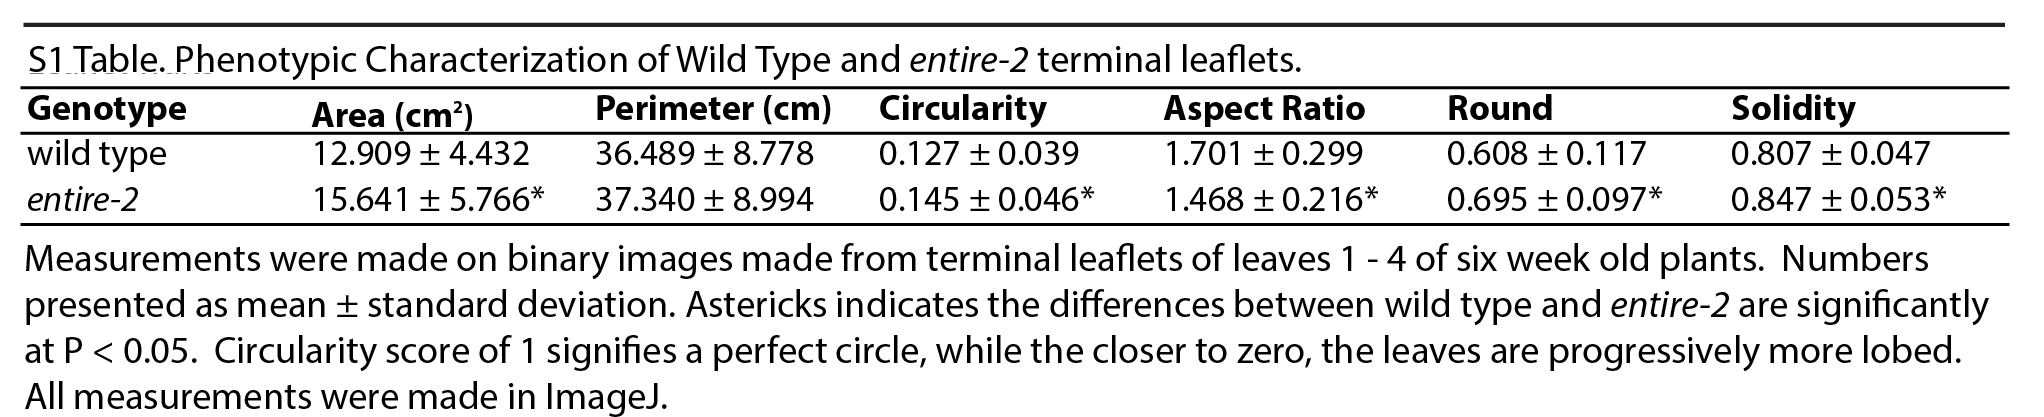 S1 Table. Phenotypic Characterization of Wild Type and entire-2 terminal leaflets.
Genotype Area (cm²) Perimeter (cm) Circularity Aspect Ratio Round Solidity
wild type 12.909 ± 4.432 36.489 ± 8.778 0.127 ± 0.039 1.701 ± 0.299 0.608 ± 0.117 0.807 ± 0.047
entire-2 15.641 ± 5.766* 37.340 ± 8.994 0.145 ± 0.046* 1.468 ± 0.216* 0.695 ± 0.097* 0.847 ± 0.053*
Measurements were made on binary images made from terminal leaflets of leaves 1 - 4 of six week old plants.  Numbers
presented as mean ± standard deviation. Astericks indicates the differences between wild type and entire-2 are significantly
at P < 0.05.  Circularity score of 1 signifies a perfect circle, while the closer to zero, the leaves are progressively more lobed.
All measurements were made in ImageJ.